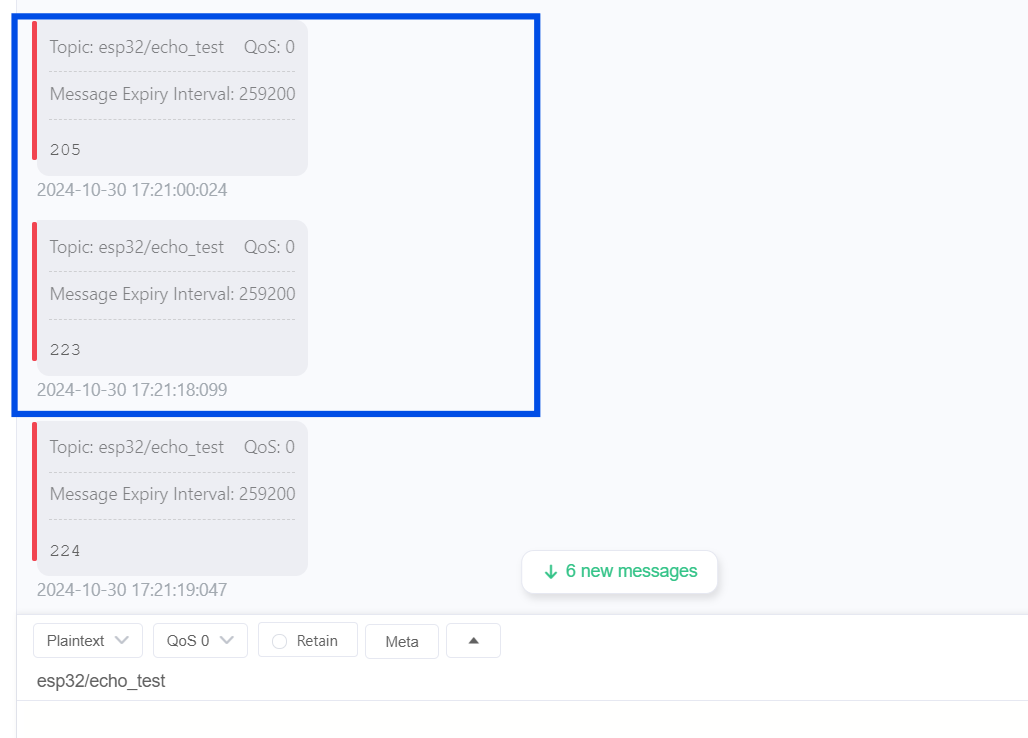 Topic: esp32/echo_test QoS: 0
Message Expiry Interval: 259200
205
2024-10-30 17:21:00:024
Topic: esp32/echo_test QoS: 0
Message Expiry Interval: 259200
223
2024-10-30 17:21:18:099
Topic: esp32/echo_test QoS: 0
Message Expiry Interval: 259200
224
2024-10-30 17:21:19:047
6 new messages
Plaintext QoS 0 Retain Meta
esp32/echo_test